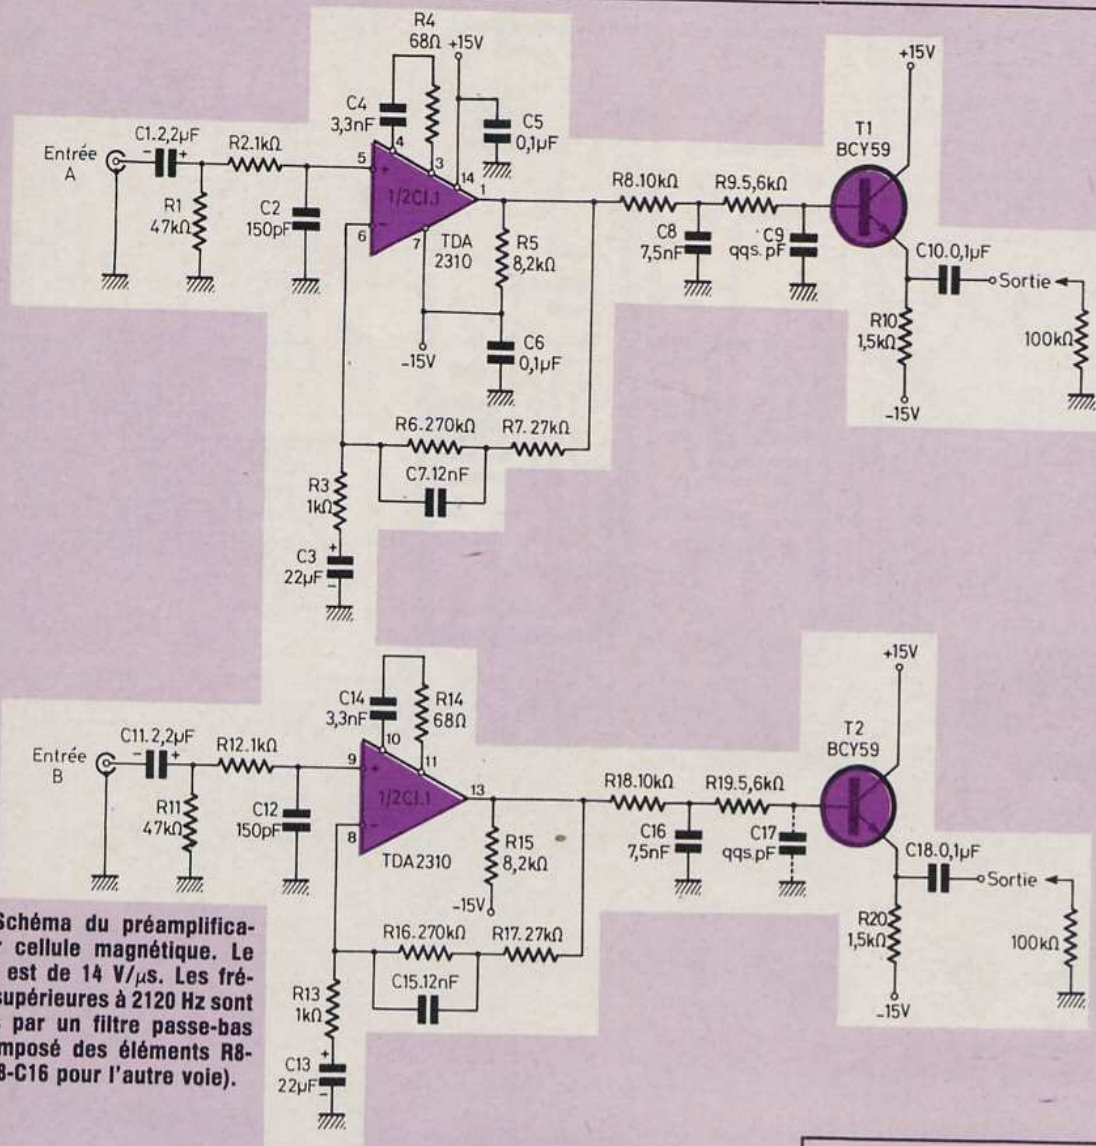 R4
68Ω
+15V
C4
3,3nF
C5
0,1µF
+15V
T1
BCY59
Entrée
A
C1.2,2µF
- +
R2.1kΩ
R1
47kΩ
C2
150pF
5
+
4
3
14
1
1/2CI.1
6
-
7
TDA
2310
R5
8,2kΩ
R8.10kΩ
R9.5,6kΩ
C8
7,5nF
C9
qqs.pF
C10.0,1µF
Sortie
R10
1,5kΩ
100kΩ
-15V
-15V
C6
0,1µF
R6.270kΩ
R7.27kΩ
C7.12nF
R3
1kΩ
C3
22µF
+
-
C14
3,3nF
R14
68Ω
+15V
T2
BCY59
Entrée
B
C11.2,2µF
- +
R12.1kΩ
R11
47kΩ
C12
150pF
9
+
10
11
13
1/2CI.1
8
-
TDA2310
R15
8,2kΩ
-15V
R18.10kΩ
R19.5,6kΩ
C16
7,5nF
C17
qqs.pF
C18.0,1µF
Sortie
R20
1,5kΩ
100kΩ
-15V
R16.270kΩ
R17.27kΩ
C15.12nF
R13
1kΩ
C13
22µF
+
-
Schéma du préamplifica-
cellule magnétique. Le
est de 14 V/µs. Les fré-
supérieures à 2120 Hz sont
par un filtre passe-bas
mposé des éléments R8-
8-C16 pour l'autre voie).